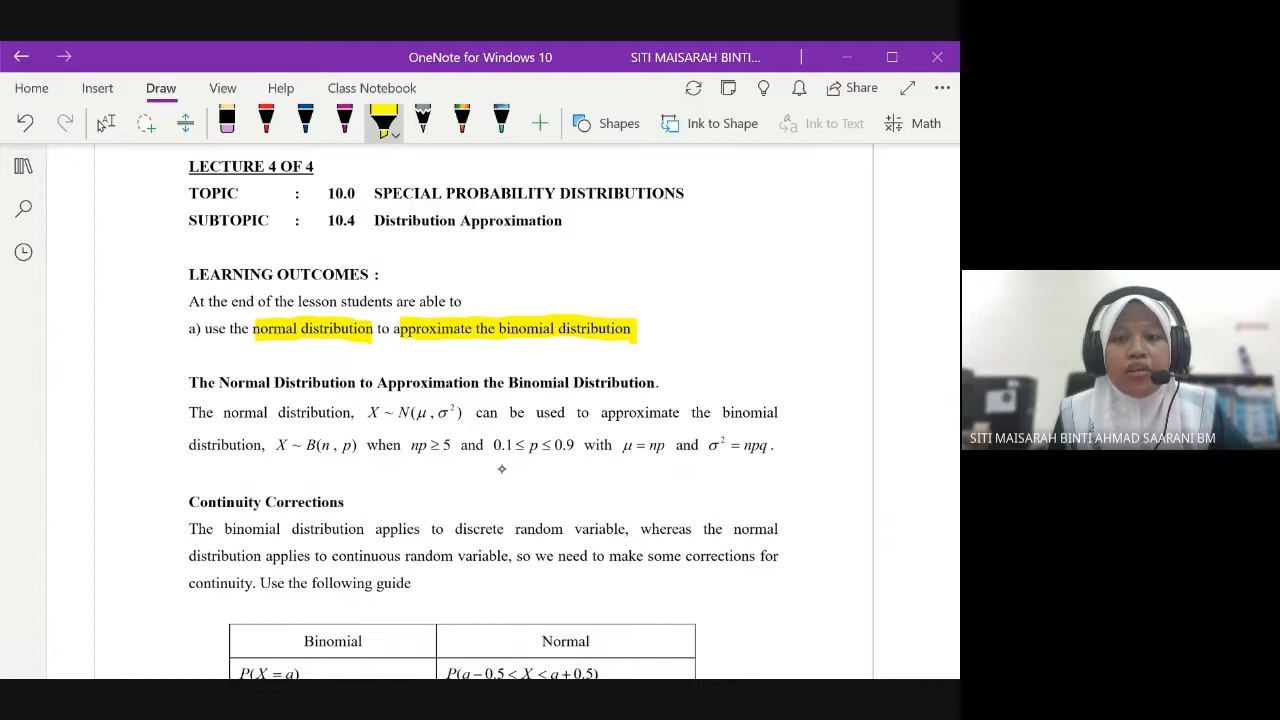 OneNote for Windows 10
SITI MAISARAH BINTI...
Home Insert Draw View Help Class Notebook Share
Shapes Ink to Shape Ink to Text Math
LECTURE 4 OF 4
TOPIC : 10.0 SPECIAL PROBABILITY DISTRIBUTIONS
SUBTOPIC : 10.4 Distribution Approximation
LEARNING OUTCOMES :
At the end of the lesson students are able to
a) use the normal distribution to approximate the binomial distribution
The Normal Distribution to Approximation the Binomial Distribution.
The normal distribution, X ~ N(μ , σ²) can be used to approximate the binomial
distribution, X ~ B(n , p) when np ≥ 5 and 0.1 ≤ p ≤ 0.9 with μ = np and σ² = npq .
Continuity Corrections
The binomial distribution applies to discrete random variable, whereas the normal
distribution applies to continuous random variable, so we need to make some corrections for
continuity. Use the following guide
Binomial Normal
P(X = a) P(a − 0.5 < X < a + 0.5)
SITI MAISARAH BINTI AHMAD SAARANI BM